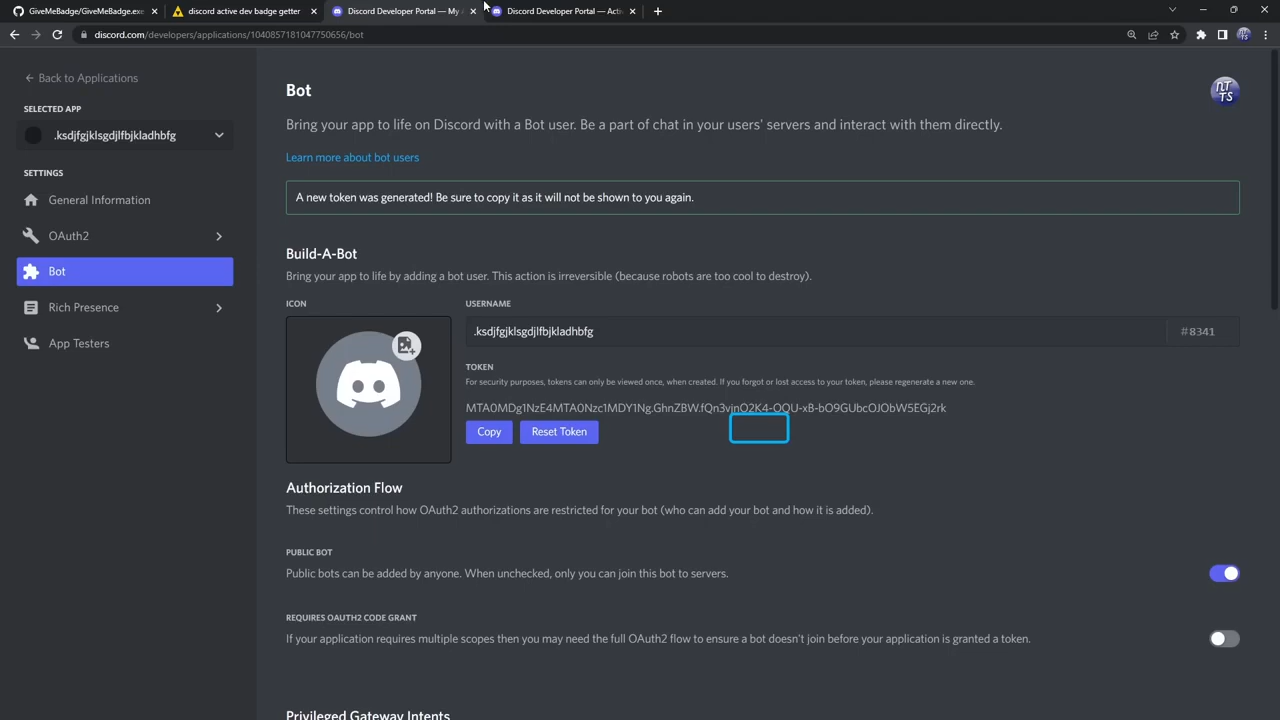 GiveMeBadge/GiveMeBadge.exe
discord active dev badge getter
Discord Developer Portal — My A
Discord Developer Portal — Acti
discord.com/developers/applications/1040857181047750656/bot
Back to Applications
SELECTED APP
.ksdjfgjklsgdjlfbjkladhbfg
SETTINGS
General Information
OAuth2
Bot
Rich Presence
App Testers
NT
TS
Bot
Bring your app to life on Discord with a Bot user. Be a part of chat in your users' servers and interact with them directly.
Learn more about bot users
A new token was generated! Be sure to copy it as it will not be shown to you again.
Build-A-Bot
Bring your app to life by adding a bot user. This action is irreversible (because robots are too cool to destroy).
ICON
USERNAME
.ksdjfgjklsgdjlfbjkladhbfg
#8341
TOKEN
For security purposes, tokens can only be viewed once, when created. If you forgot or lost access to your token, please regenerate a new one.
Copy
Reset Token
Authorization Flow
These settings control how OAuth2 authorizations are restricted for your bot (who can add your bot and how it is added).
PUBLIC BOT
Public bots can be added by anyone. When unchecked, only you can join this bot to servers.
REQUIRES OAUTH2 CODE GRANT
If your application requires multiple scopes then you may need the full OAuth2 flow to ensure a bot doesn't join before your application is granted a token.
Privileged Gateway Intents